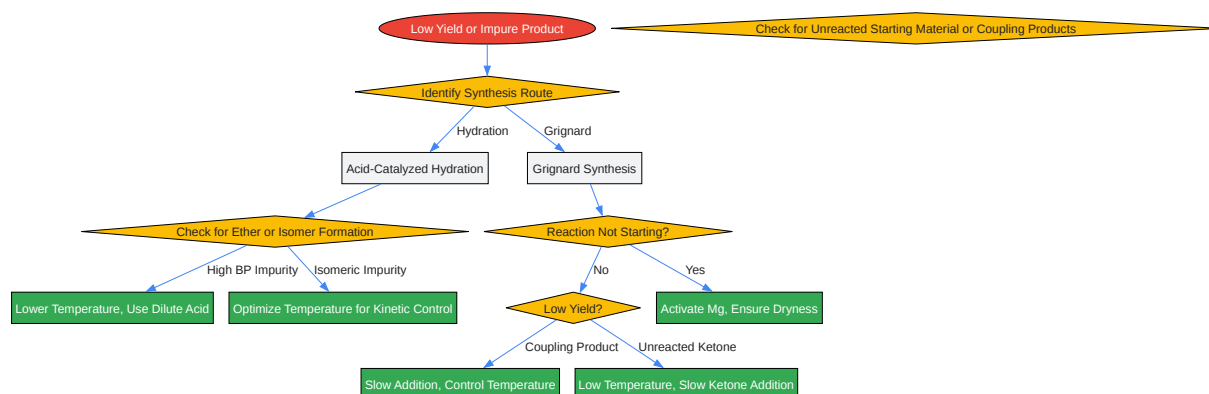 Low Yield or Impure Product
Check for Unreacted Starting Material or Coupling Products
Identify Synthesis Route
Hydration
Grignard
Acid-Catalyzed Hydration
Grignard Synthesis
Check for Ether or Isomer Formation
Reaction Not Starting?
High BP Impurity
Isomeric Impurity
No
Yes
Lower Temperature, Use Dilute Acid
Optimize Temperature for Kinetic Control
Low Yield?
Activate Mg, Ensure Dryness
Coupling Product
Unreacted Ketone
Slow Addition, Control Temperature
Low Temperature, Slow Ketone Addition